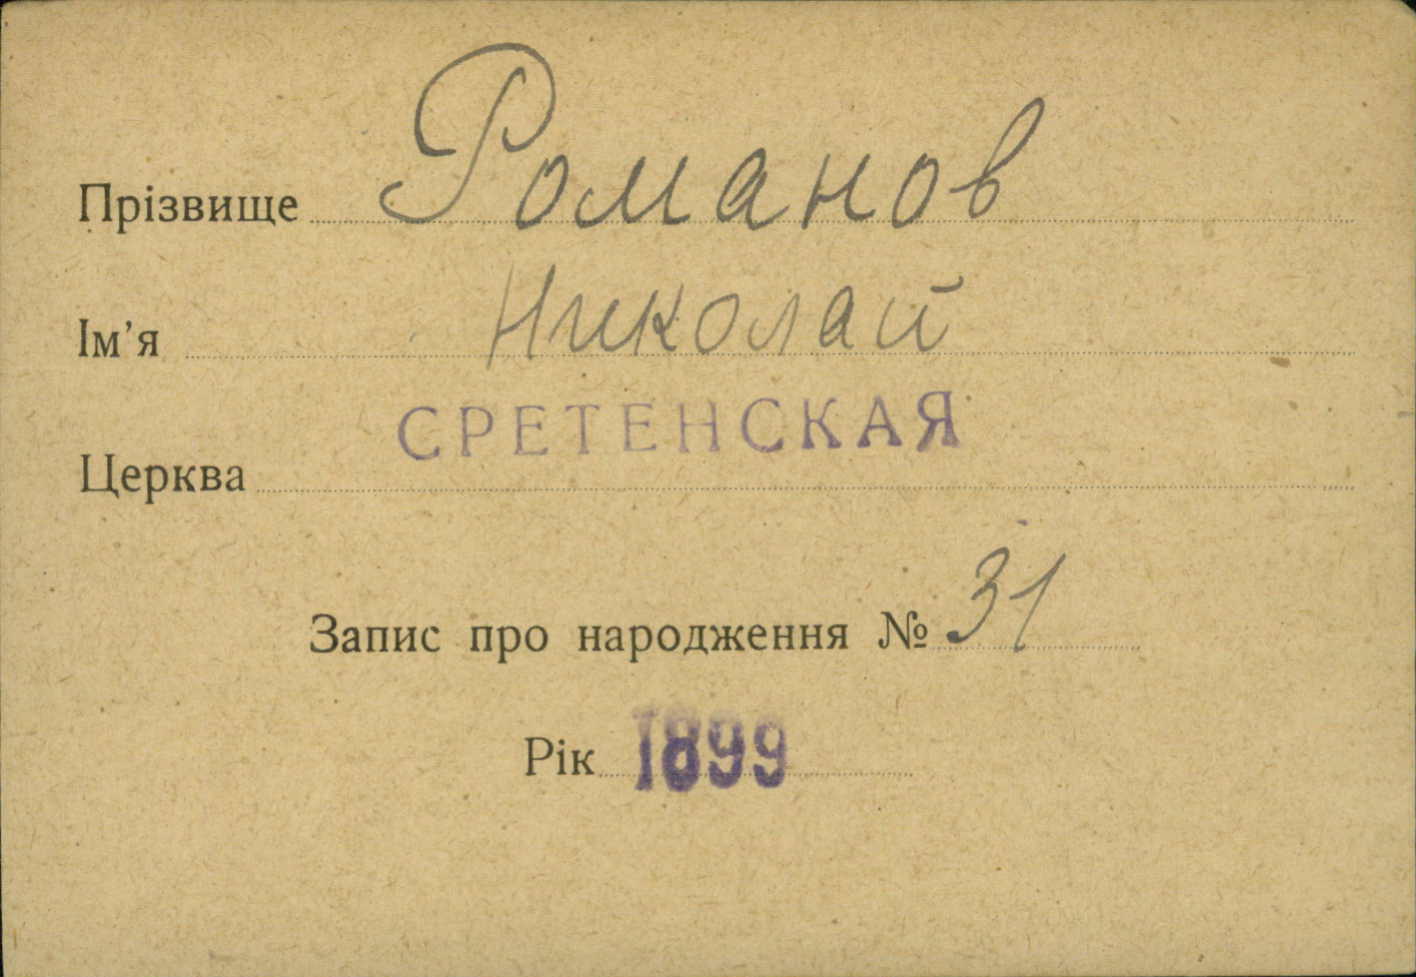 Прізвище Романов
Ім’я Николай
Церква СРЕТЕНСКАЯ
Запис про народження № 31
Рік 1899